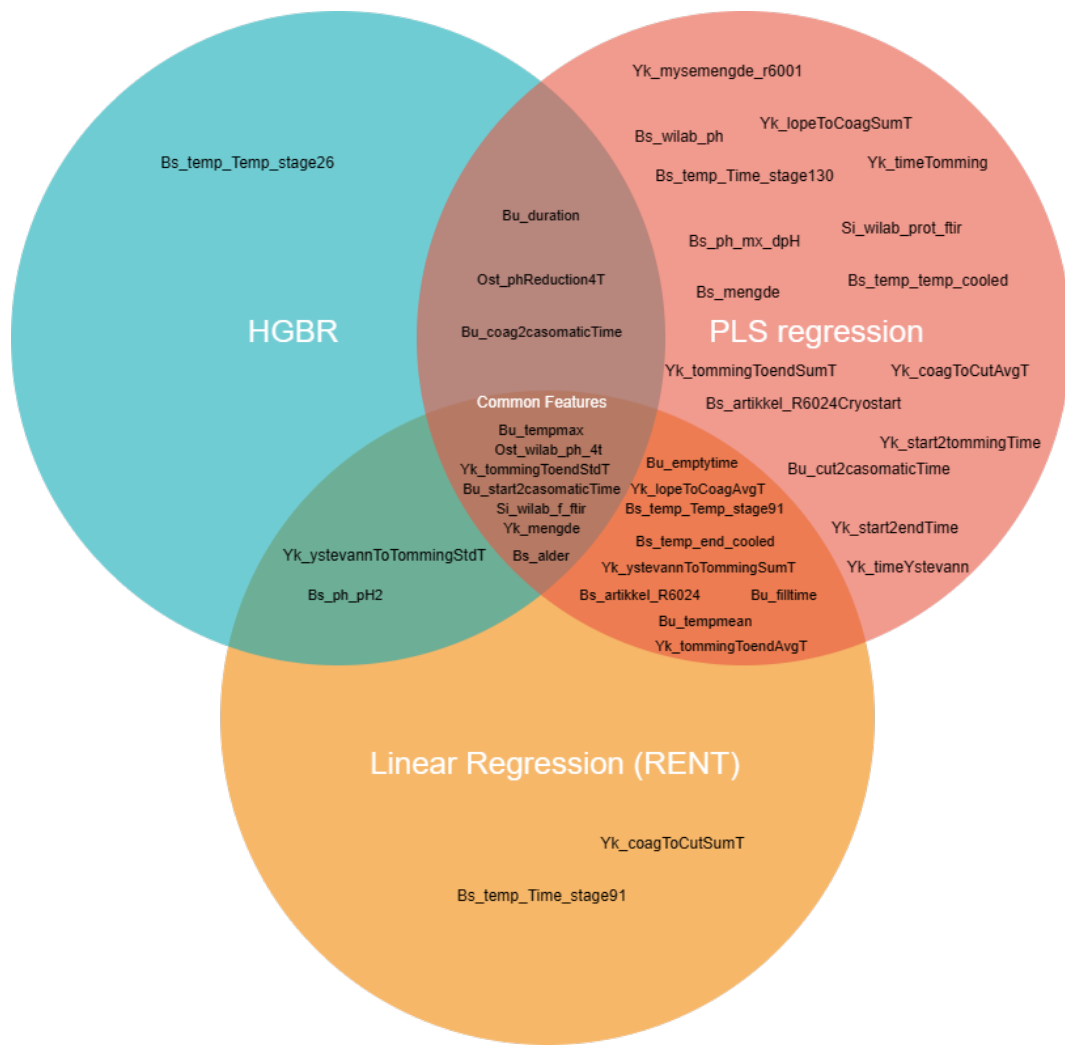 Yk_mysemengde_r6001
Yk_lopeToCoagSumT
Bs_wilab_ph
Yk_timeTomming
Bs_temp_Temp_stage26
Bs_temp_Time_stage130
Bu_duration
Si_wilab_prot_ftir
Bs_ph_mx_dpH
Ost_phReduction4T
Bs_temp_temp_cooled
Bs_mengde
HGBR
Bu_coag2casomaticTime
PLS regression
Yk_tommingToendSumT
Yk_coagToCutAvgT
Common Features
Bs_artikkel_R6024Cryostart
Bu_tempmax
Yk_start2tommingTime
Ost_wilab_ph_4t
Bu_emptytime
Yk_tommingToendStdT
Bu_cut2casomaticTime
Bu_start2casomaticTime
Yk_lopeToCoagAvgT
Si_wilab_f_ftir
Bs_temp_Temp_stage91
Yk_mengde
Yk_start2endTime
Bs_temp_end_cooled
Yk_ystevannToTommingStdT
Bs_alder
Yk_ystevannToTommingSumT
Yk_timeYstevann
Bs_ph_pH2
Bs_artikkel_R6024
Bu_filltime
Bu_tempmean
Yk_tommingToendAvgT
Linear Regression (RENT)
Yk_coagToCutSumT
Bs_temp_Time_stage91